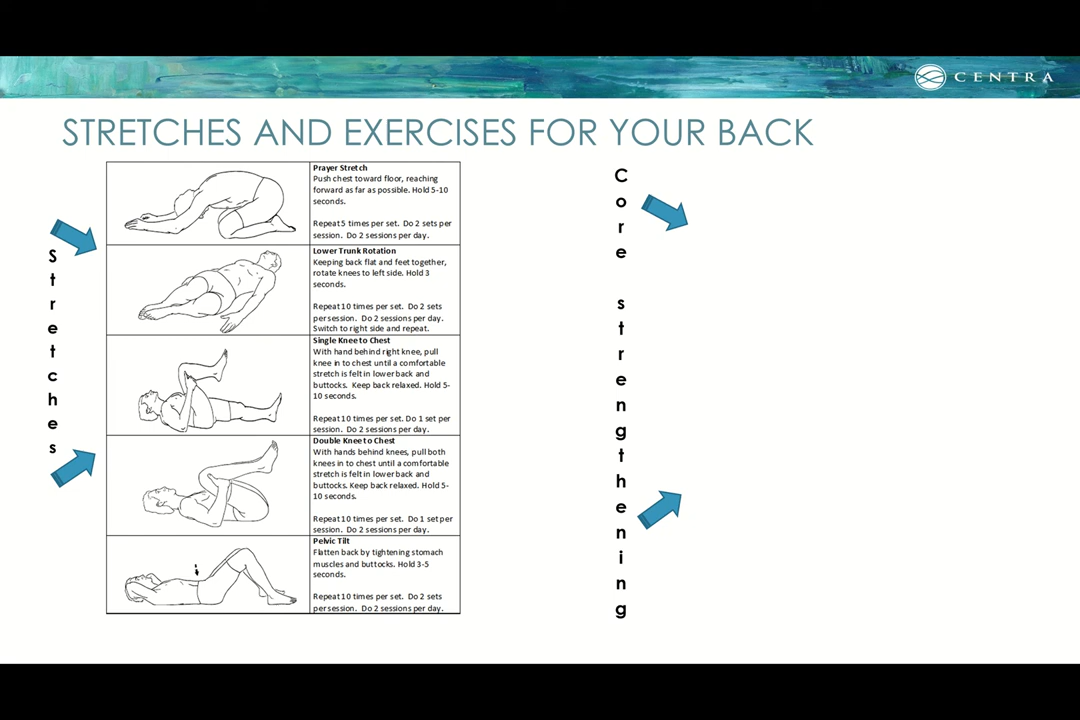 CENTRA
STRETCHES AND EXERCISES FOR YOUR BACK
Stretches
Prayer Stretch
Push chest toward floor, reaching
forward as far as possible. Hold 5-10
seconds.
Repeat 5 times per set. Do 2 sets per
session. Do 2 sessions per day.
Lower Trunk Rotation
Keeping back flat and feet together,
rotate knees to left side. Hold 3
seconds.
Repeat 10 times per set. Do 2 sets
per session. Do 2 sessions per day.
Switch to right side and repeat.
Single Knee to Chest
With hand behind right knee, pull
knee in to chest until a comfortable
stretch is felt in lower back and
buttocks. Keep back relaxed. Hold 5-
10 seconds.
Repeat 10 times per set. Do 1 set per
session. Do 2 sessions per day.
Double Knee to Chest
With hands behind knees, pull both
knees in to chest until a comfortable
stretch is felt in lower back and
buttocks. Keep back relaxed. Hold 5-
10 seconds.
Repeat 10 times per set. Do 1 set per
session. Do 2 sessions per day.
Pelvic Tilt
Flatten back by tightening stomach
muscles and buttocks. Hold 3-5
seconds.
Repeat 10 times per set. Do 2 sets
per session. Do 2 sessions per day.
Core strengthening